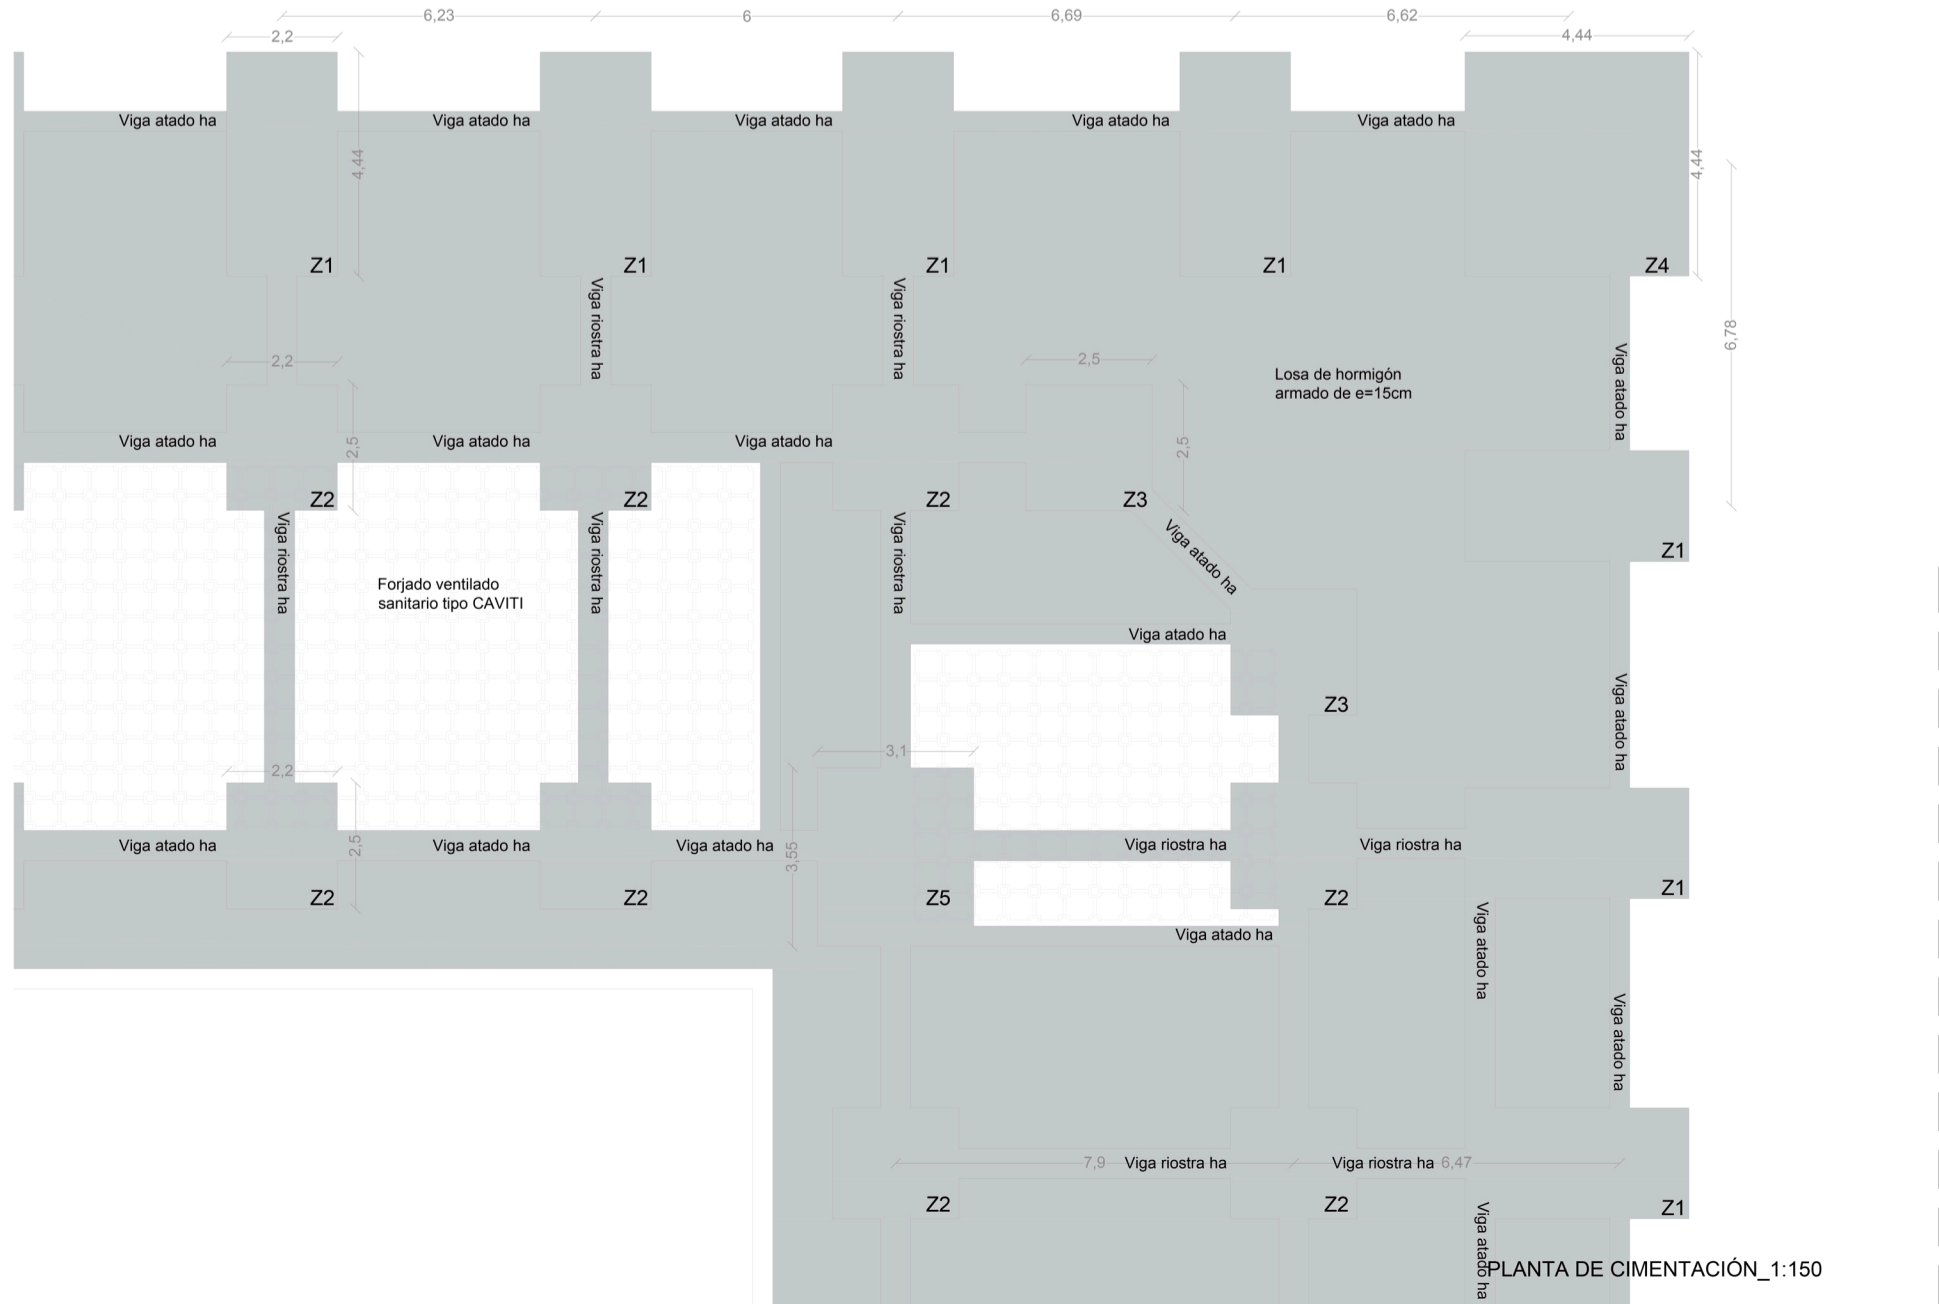 6,23
6
6,69
6,62
2,2
4,44
Viga atado ha
Viga atado ha
Viga atado ha
Viga atado ha
Viga atado ha
4,44
4,44
Z1
Z1
Z1
Z1
Z4
Viga riostra ha
Viga riostra ha
6,78
2,2
2,5
Losa de hormigón
armado de e=15cm
Viga atado ha
Viga atado ha
Viga atado ha
Viga atado ha
2,5
2,5
Z2
Z2
Z2
Z3
Viga riostra ha
Viga riostra ha
Viga riostra ha
Viga atado ha
Z1
Forjado ventilado
sanitario tipo CAVITI
Viga atado ha
Z3
Viga atado ha
3,1
2,2
Viga atado ha
Viga atado ha
Viga atado ha
2,5
3,55
Viga riostra ha
Viga riostra ha
Z2
Z2
Z5
Z2
Z1
Viga atado ha
Viga atado ha
Viga atado ha
7,9
Viga riostra ha
Viga riostra ha
6,47
Z2
Z2
Z1
Viga atado ha
PLANTA DE CIMENTACIÓN_1:150